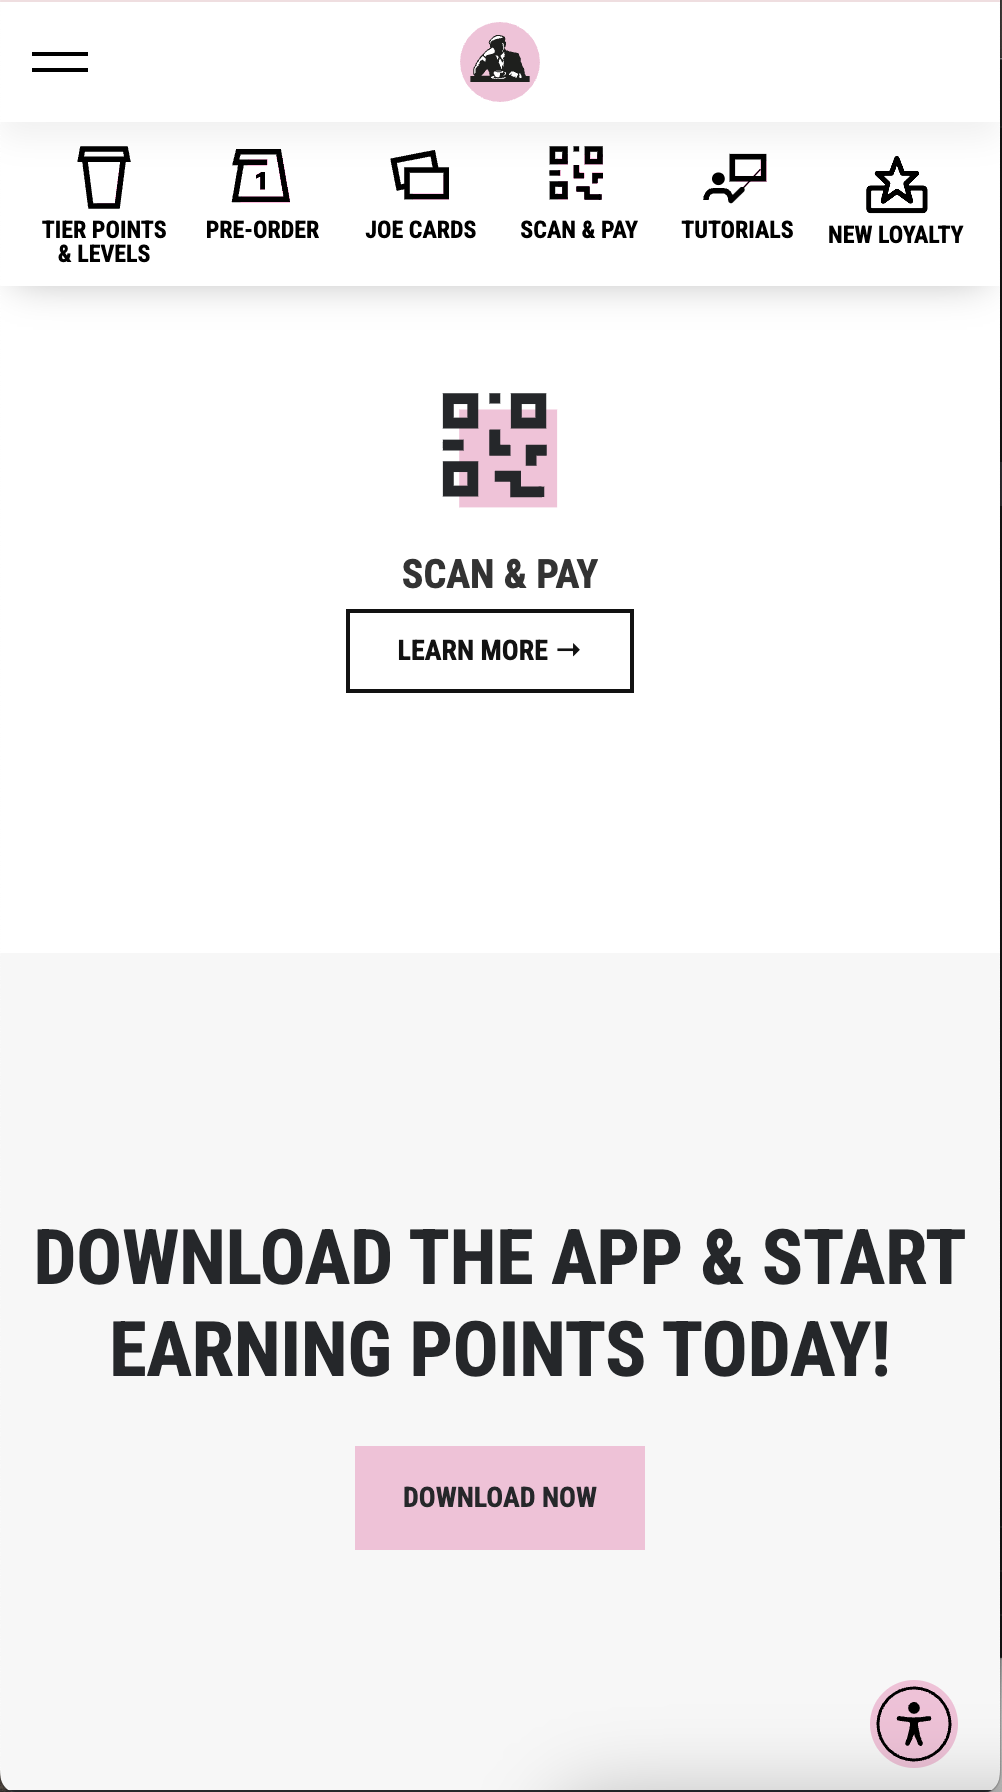 TIER POINTS
& LEVELS
1
PRE-ORDER
JOE CARDS
SCAN & PAY
TUTORIALS
NEW LOYALTY
SCAN & PAY
LEARN MORE →
DOWNLOAD THE APP & START
EARNING POINTS TODAY!
DOWNLOAD NOW